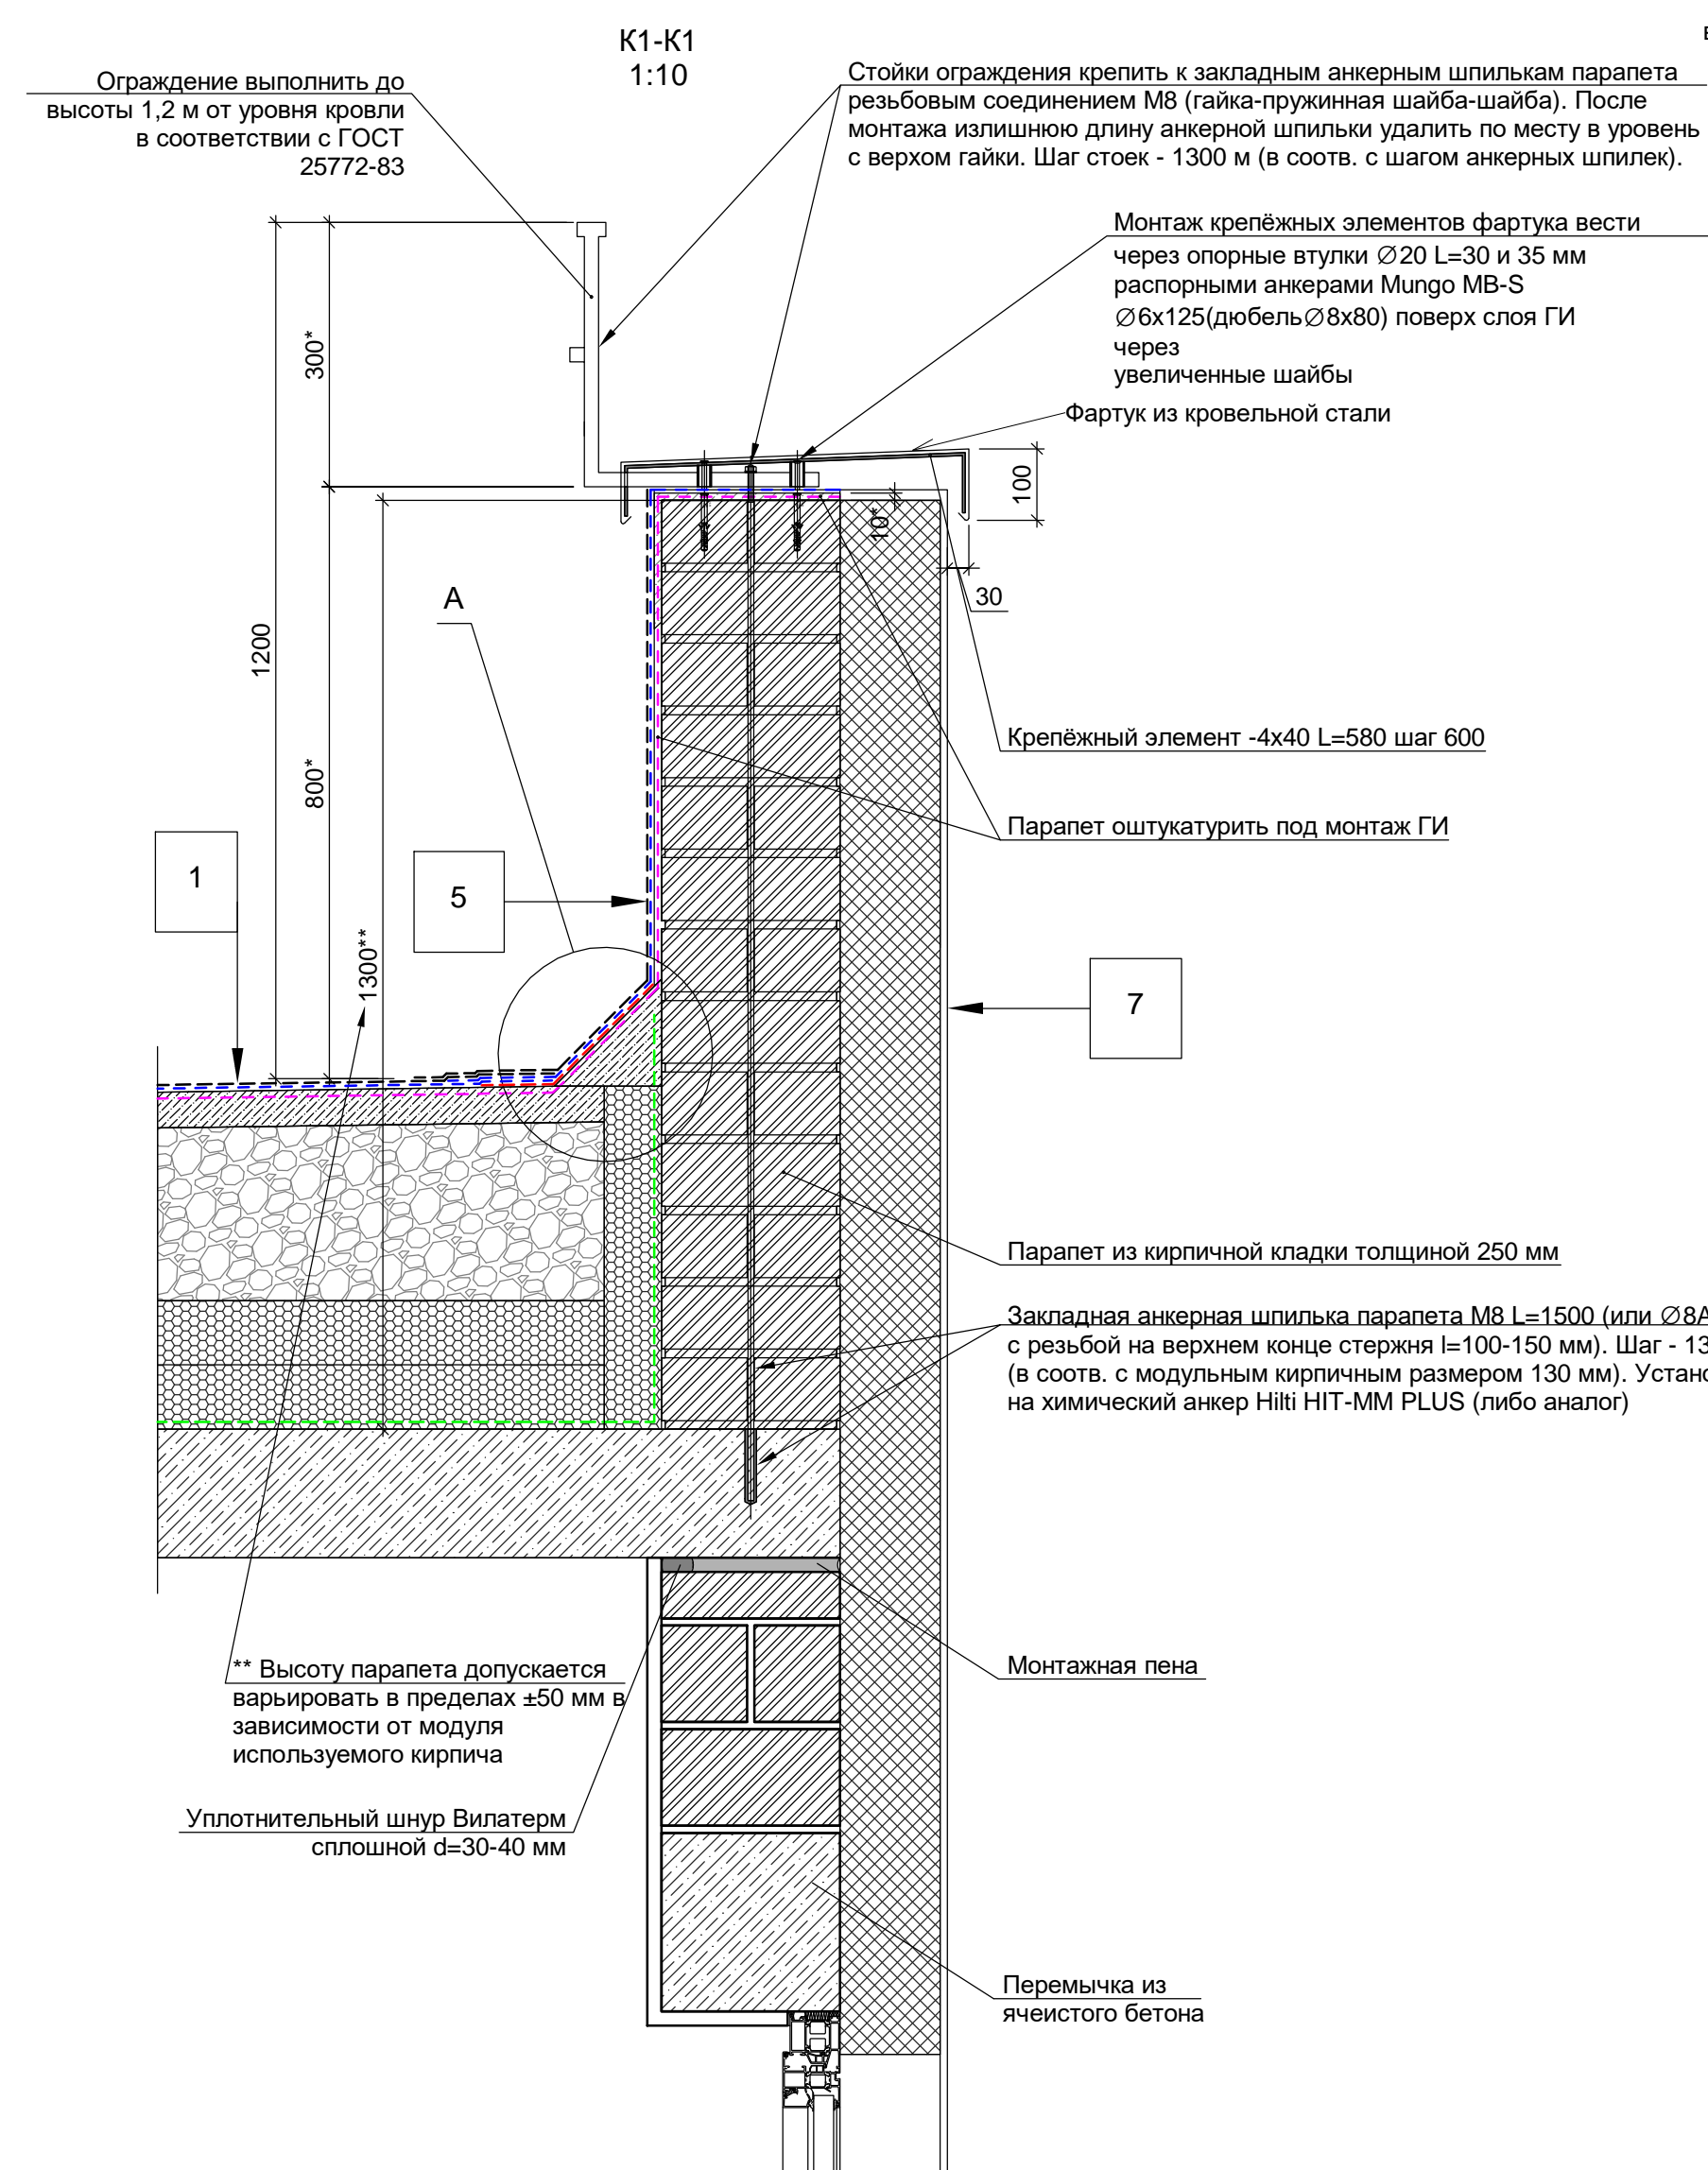 К1-К1
1:10
Ограждение выполнить до
высоты 1,2 м от уровня кровли
в соответствии с ГОСТ
25772-83
Стойки ограждения крепить к закладным анкерным шпилькам парапета
резьбовым соединением М8 (гайка-пружинная шайба-шайба). После
монтажа излишнюю длину анкерной шпильки удалить по месту в уровень
с верхом гайки. Шаг стоек - 1300 м (в соотв. с шагом анкерных шпилек).
Монтаж крепёжных элементов фартука вести
через опорные втулки ∅20 L=30 и 35 мм
распорными анкерами Mungo MB-S
∅6x125(дюбель∅8x80) поверх слоя ГИ
через
увеличенные шайбы
Фартук из кровельной стали
300*
1200
800*
1300**
100
10*
30
А
1
5
7
Крепёжный элемент -4x40 L=580 шаг 600
Парапет оштукатурить под монтаж ГИ
Парапет из кирпичной кладки толщиной 250 мм
Закладная анкерная шпилька парапета М8 L=1500 (или ∅8А
с резьбой на верхнем конце стержня l=100-150 мм). Шаг - 13
(в соотв. с модульным кирпичным размером 130 мм). Устано
на химический анкер Hilti HIT-MM PLUS (либо аналог)
** Высоту парапета допускается
варьировать в пределах ±50 мм в
зависимости от модуля
используемого кирпича
Монтажная пена
Уплотнительный шнур Вилатерм
сплошной d=30-40 мм
Перемычка из
ячеистого бетона